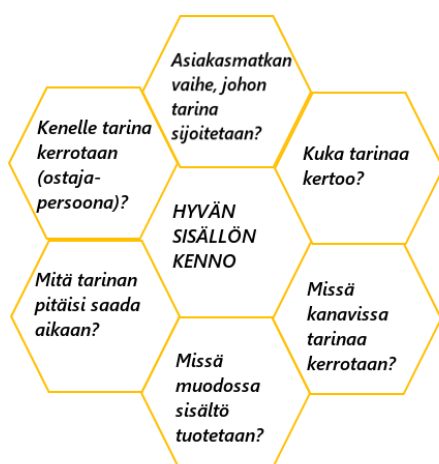 Asiakasmatkan
vaihe, johon
tarina
sijoitetaan?
Kenelle tarina
kerrotaan
(ostaja-
persoona)?
Kuka tarinaa
kertoo?
HYVÄN
SISÄLLÖN
KENNO
Mitä tarinan
pitäisi saada
aikaan?
Missä
kanavissa
tarinaa
kerrotaan?
Missä
muodossa
sisältö
tuotetaan?